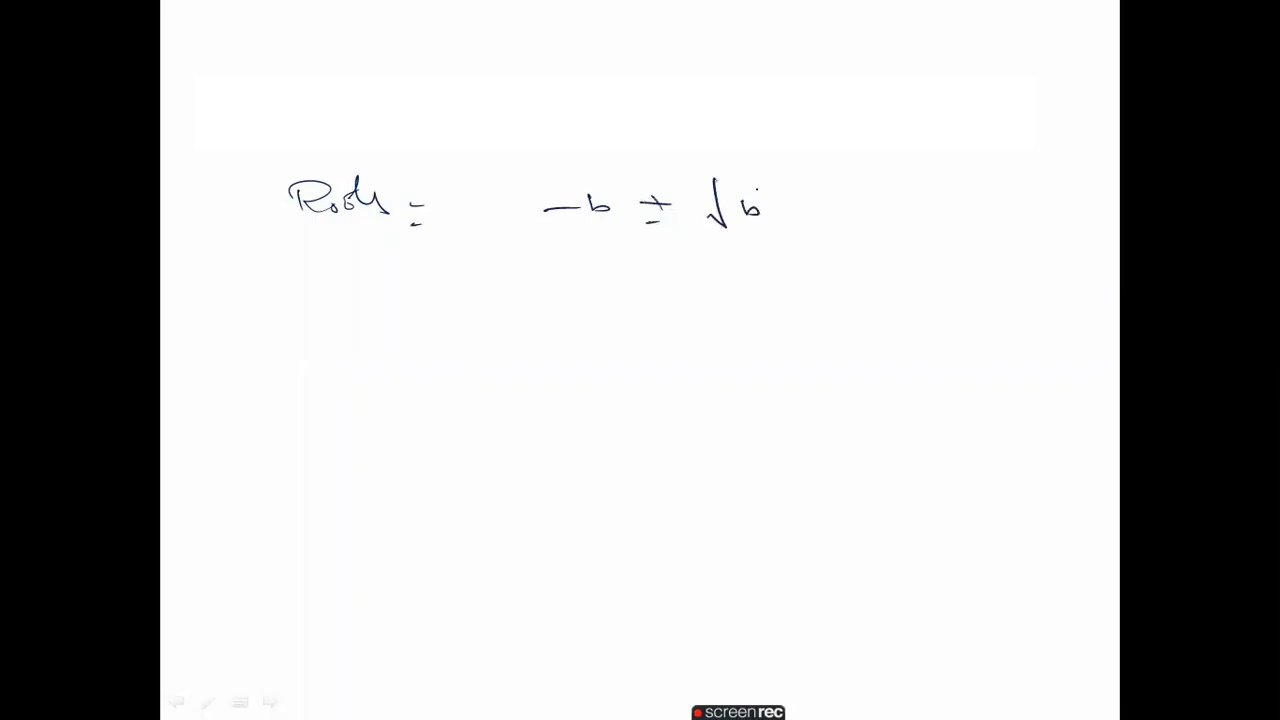 Roots = -b ± √b
screenrec